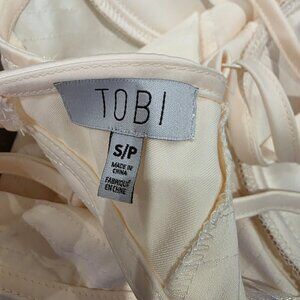 TOBI
S/P
MADE IN
CHINA
FABRIQUÉ
EN CHINE